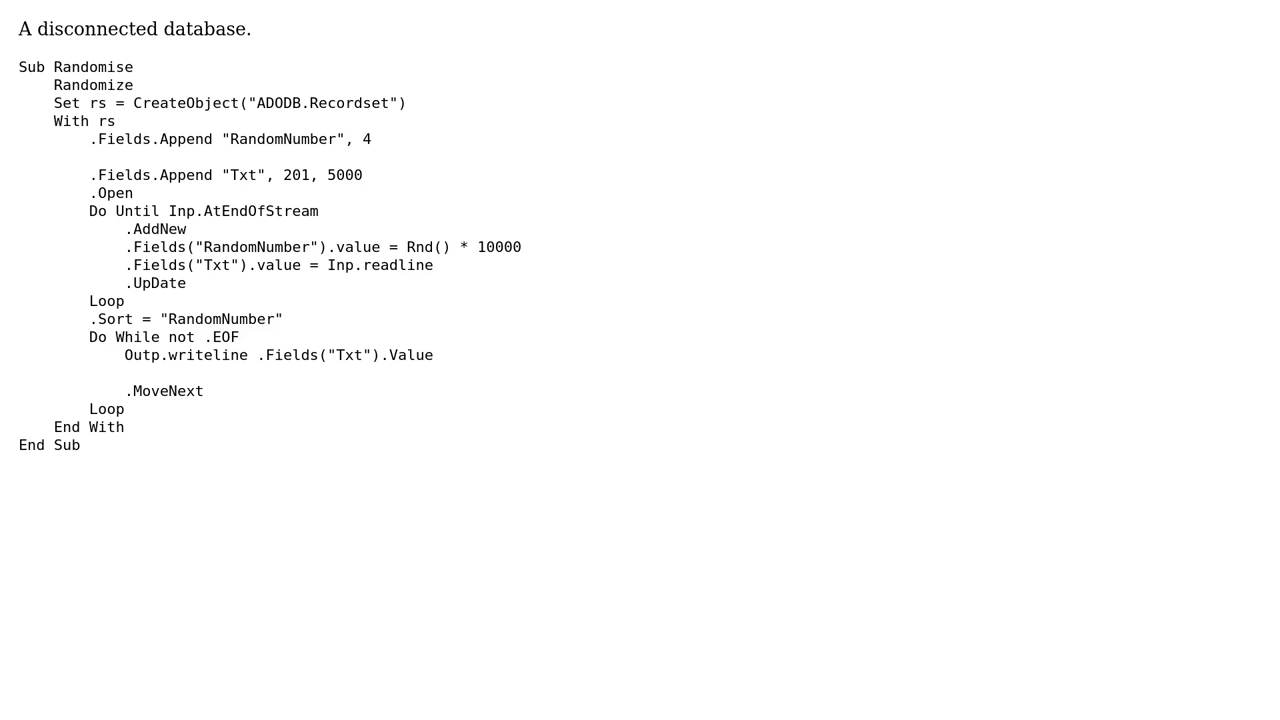 A disconnected database.
Sub Randomise
    Randomize
    Set rs = CreateObject("ADODB.Recordset")
    With rs
        .Fields.Append "RandomNumber", 4

        .Fields.Append "Txt", 201, 5000
        .Open
        Do Until Inp.AtEndOfStream
            .AddNew
            .Fields("RandomNumber").value = Rnd() * 10000
            .Fields("Txt").value = Inp.readline
            .UpDate
        Loop
        .Sort = "RandomNumber"
        Do While not .EOF
            Outp.writeline .Fields("Txt").Value

            .MoveNext
        Loop
    End With
End Sub